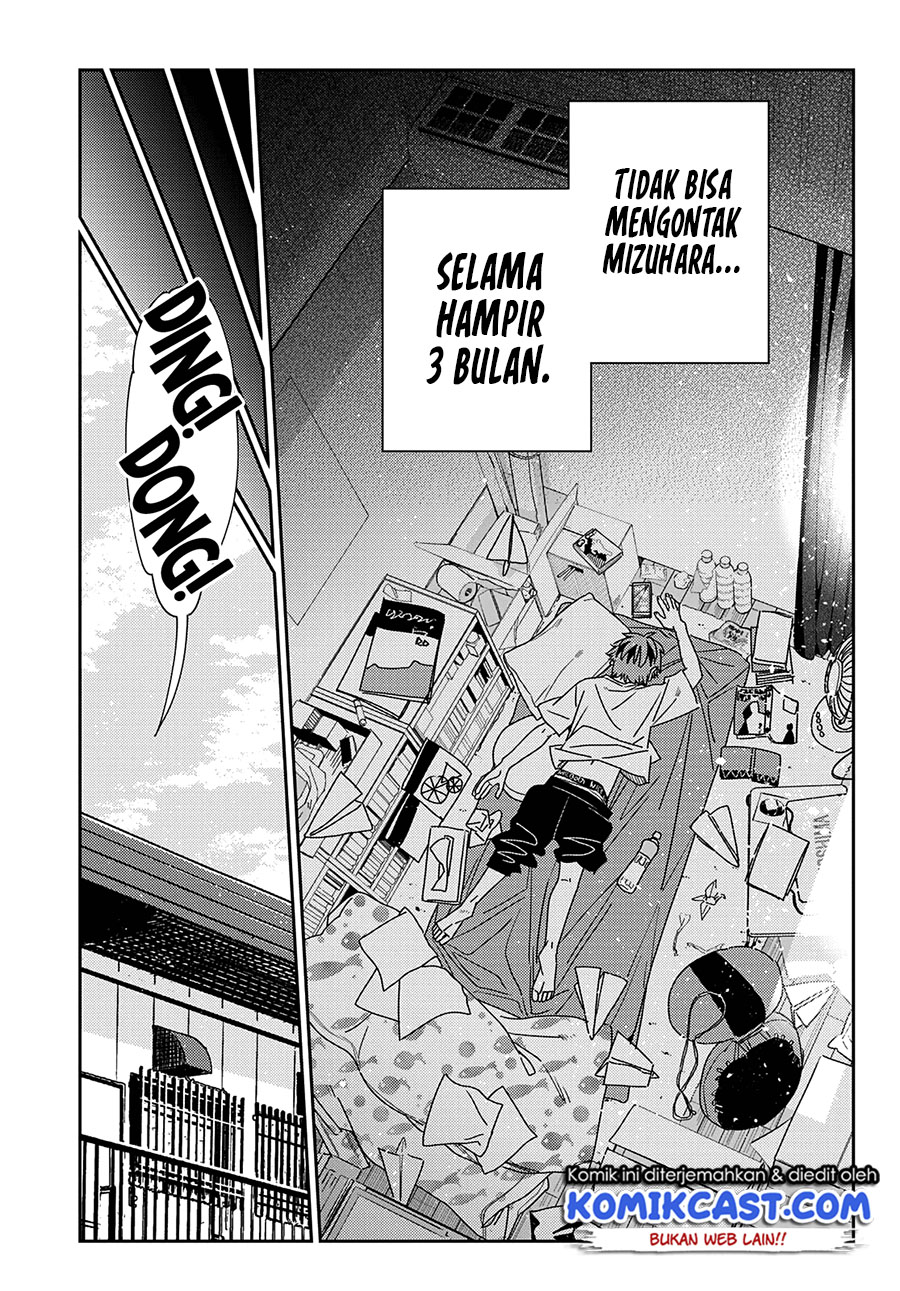 TIDAK BISA
MENGONTAK
MIZUHARA...
SELAMA
HAMPIR
3 BULAN.
DING!
DONG!
Komik ini diterjemahkan & diedit oleh
KOMIKCAST.COM
BUKAN WEB LAIN!!